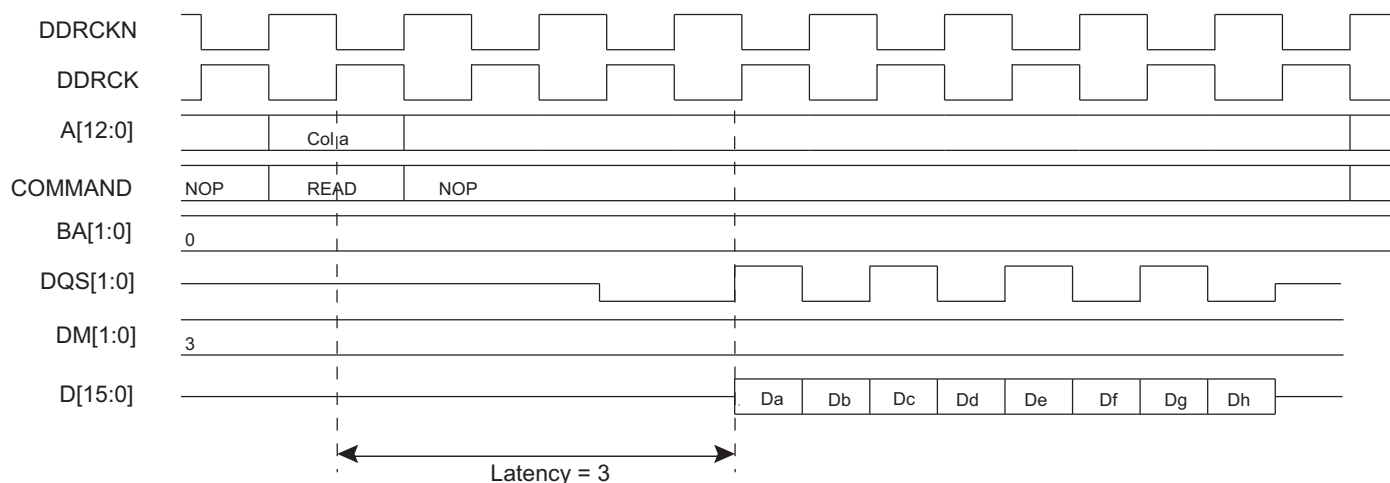 DDRCKN
DDRCK
A[12:0]
Col a
COMMAND
NOP READ NOP
BA[1:0]
0
DQS[1:0]
DM[1:0]
3
D[15:0]
Da Db Dc Dd De Df Dg Dh
Latency = 3